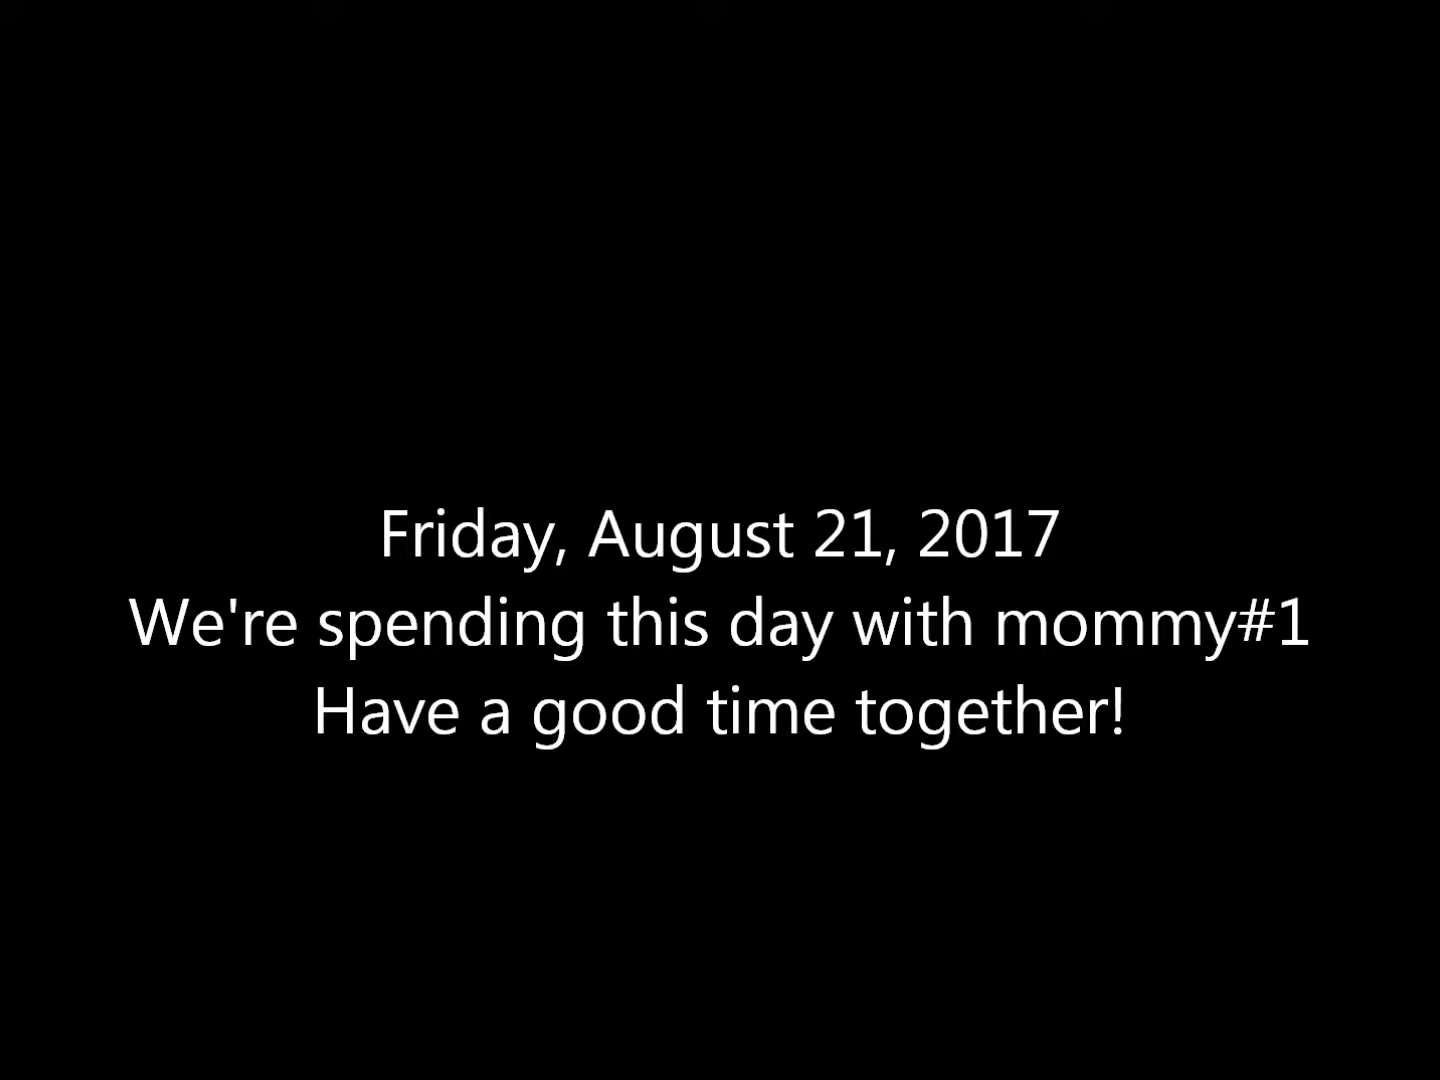 Friday, August 21, 2017
We're spending this day with mommy#1
Have a good time together!